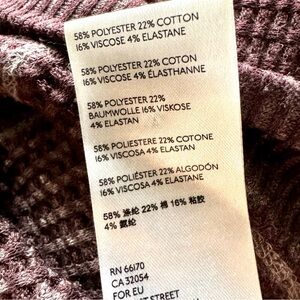 58% POLYESTER 22% COTTON
16% VISCOSE 4% ELASTANE
58% POLYESTER 22% COTON
16% VISCOSE 4% ÉLASTHANNE
58% POLYESTER 22%
BAUMWOLLE 16% VISKOSE
4% ELASTAN
58% POLIESTERE 22% COTONE
16% VISCOSA 4% ELASTAN
58% POLIÉSTER 22% ALGODÓN
16% VISCOSA 4% ELASTANE
58% 涤纶 22% 棉 16% 粘胶
4% 氨纶
RN 66170
CA 32054
FOR EU
STREET